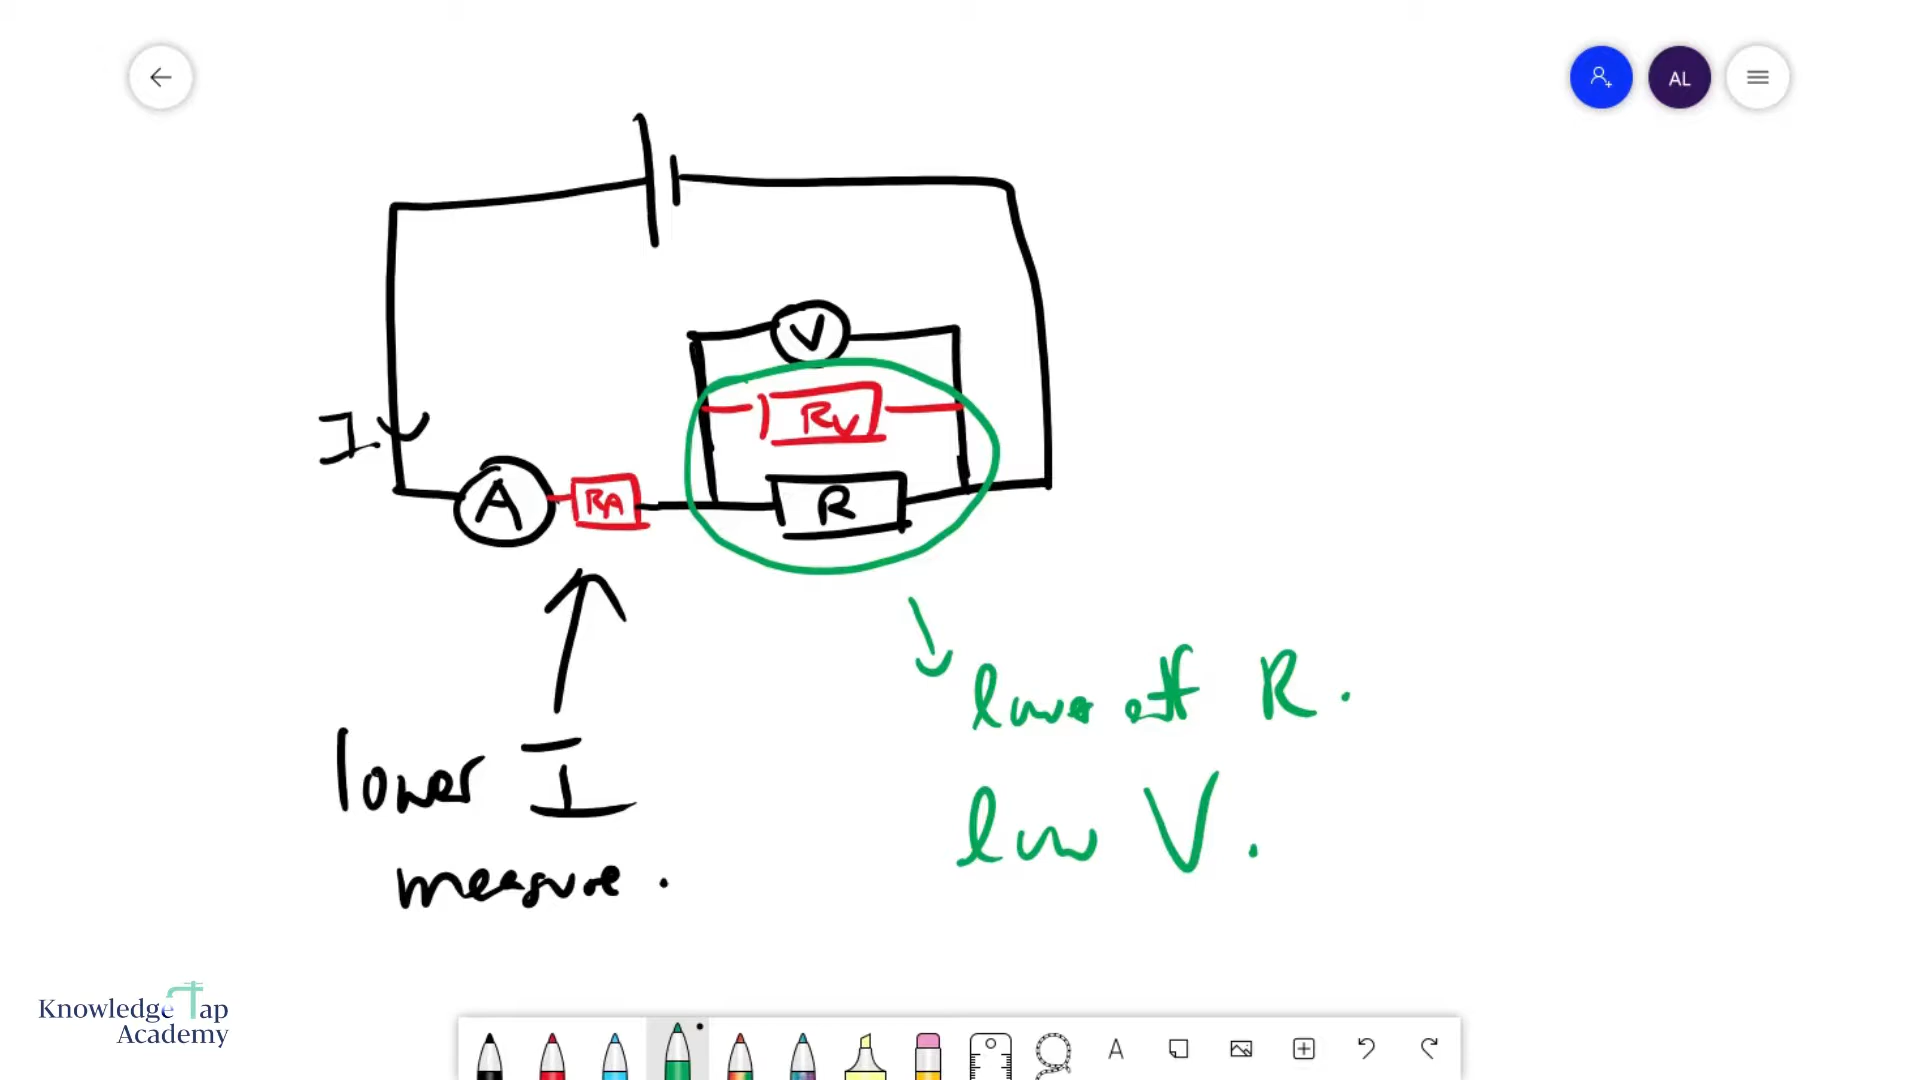 AL
V
RV
I
A
RA
R
lower eff R.
low V.
lower I
measure.
Knowledge Tap
Academy
A